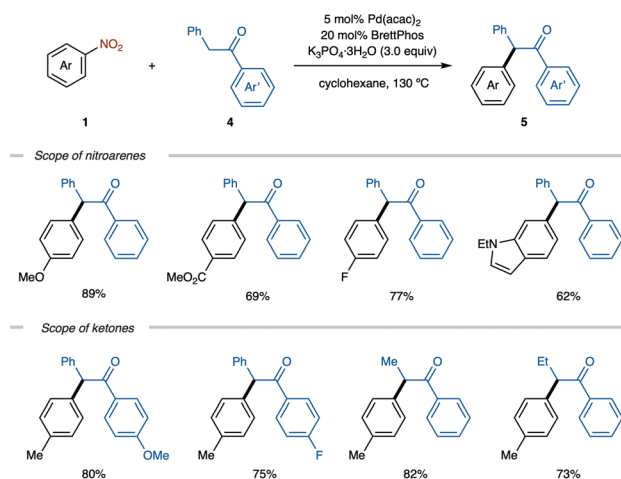 NO₂
Ar
1
+
Ph
O
Ar'
4
5 mol% Pd(acac)₂
20 mol% BrettPhos
K₃PO₄·3H₂O (3.0 equiv)
cyclohexane, 130 ºC
Ph
O
Ar
Ar'
5
Scope of nitroarenes
Ph
O
MeO
89%
Ph
O
MeO₂C
69%
Ph
O
F
77%
Ph
O
EtN
62%
Scope of ketones
Ph
O
Me
OMe
80%
Ph
O
Me
F
75%
Me
O
Me
82%
Et
O
Me
73%